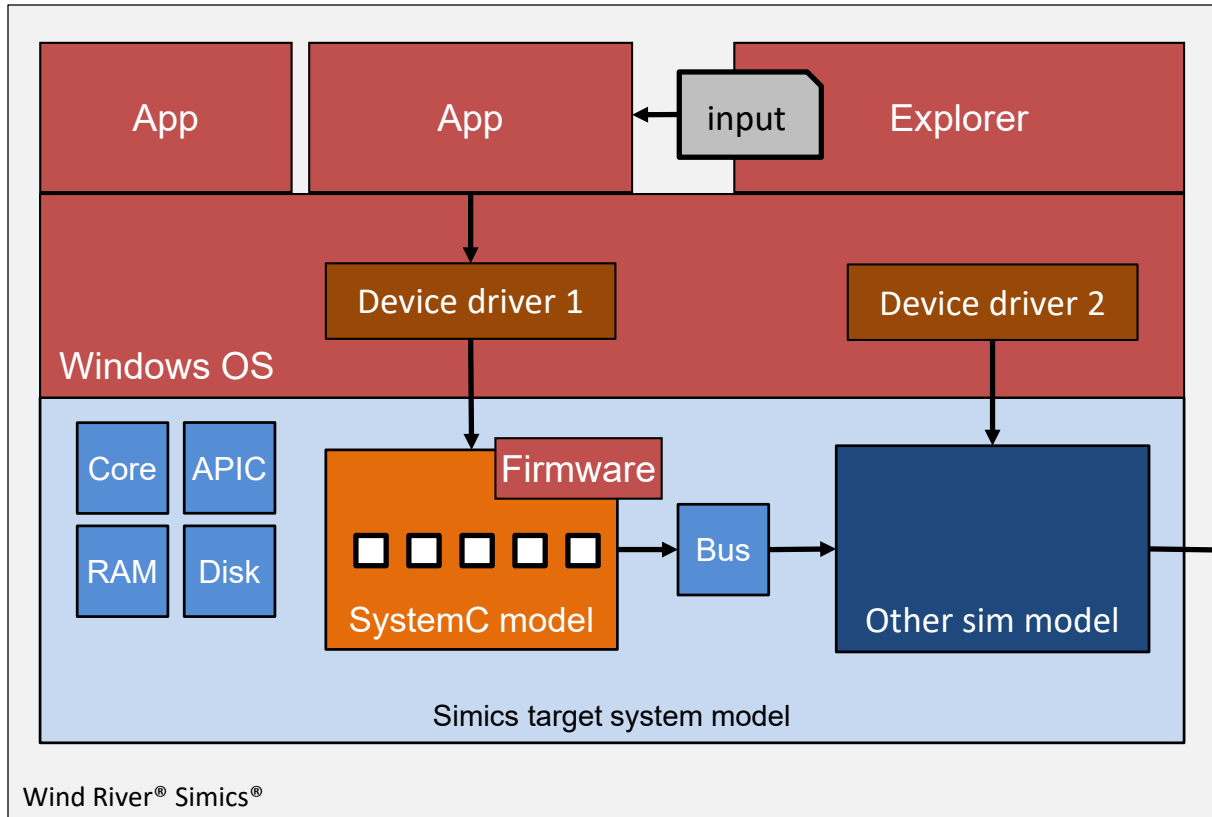 App
App
input
Explorer
Device driver 1
Device driver 2
Windows OS
Core
APIC
Firmware
RAM
Disk
Bus
SystemC model
Other sim model
Simics target system model
Wind River® Simics®